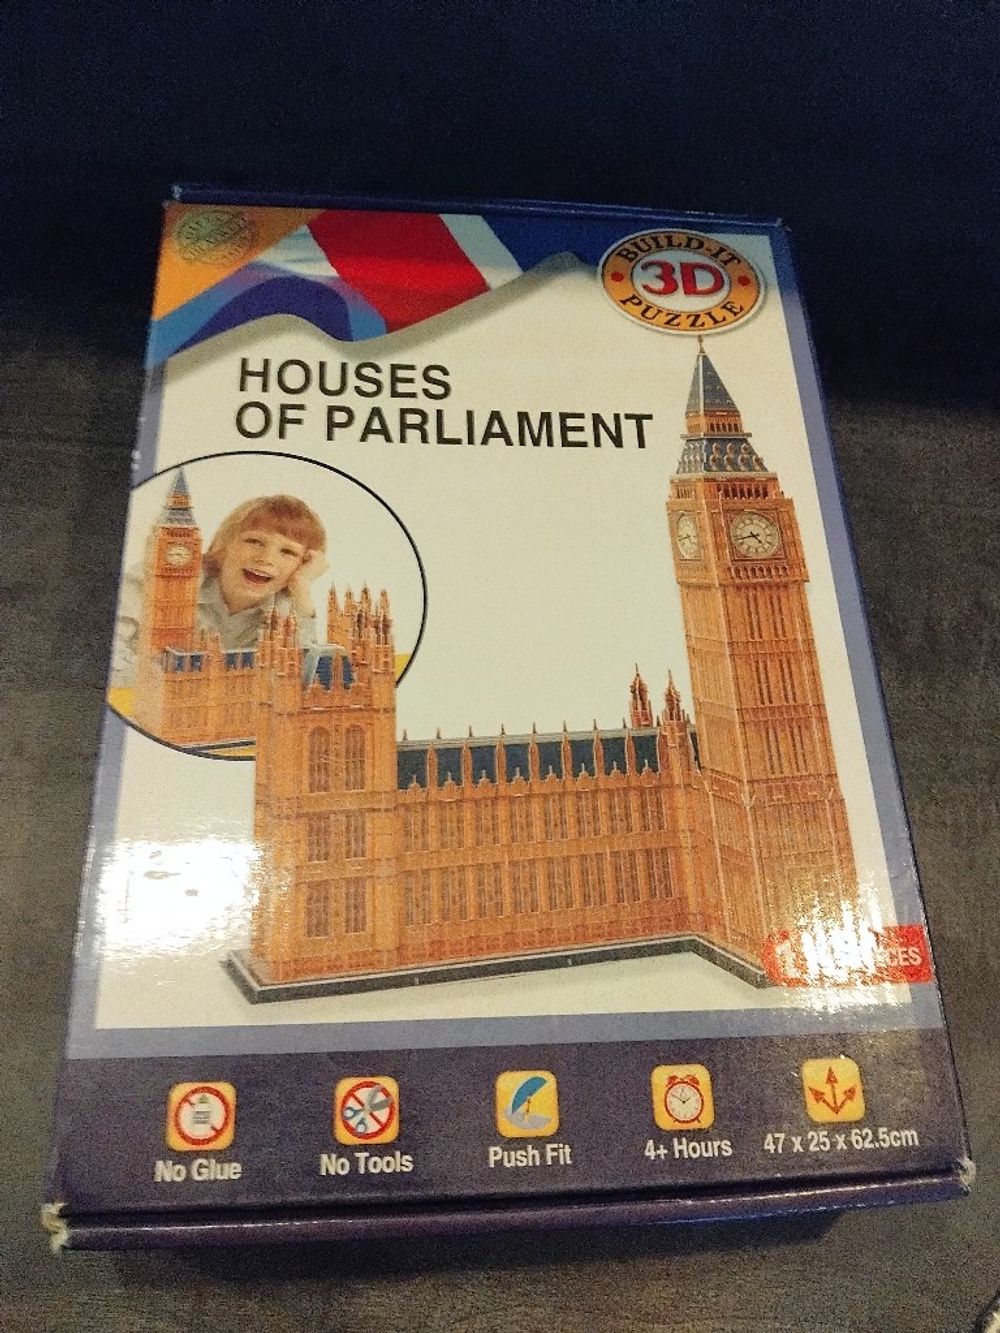 BUILD-IT
3D
PUZZLE
HOUSES
OF PARLIAMENT
No Glue
No Tools
Push Fit
4+ Hours
47 x 25 x 62.5cm